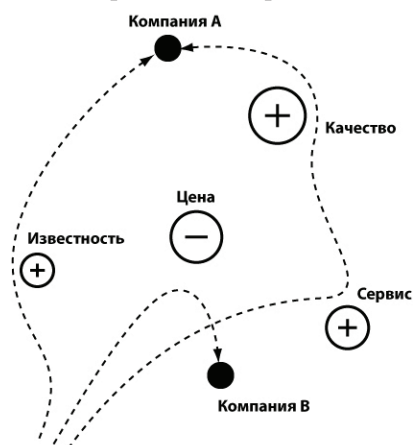 Компания А
Качество
Цена
Известность
Сервис
Компания В